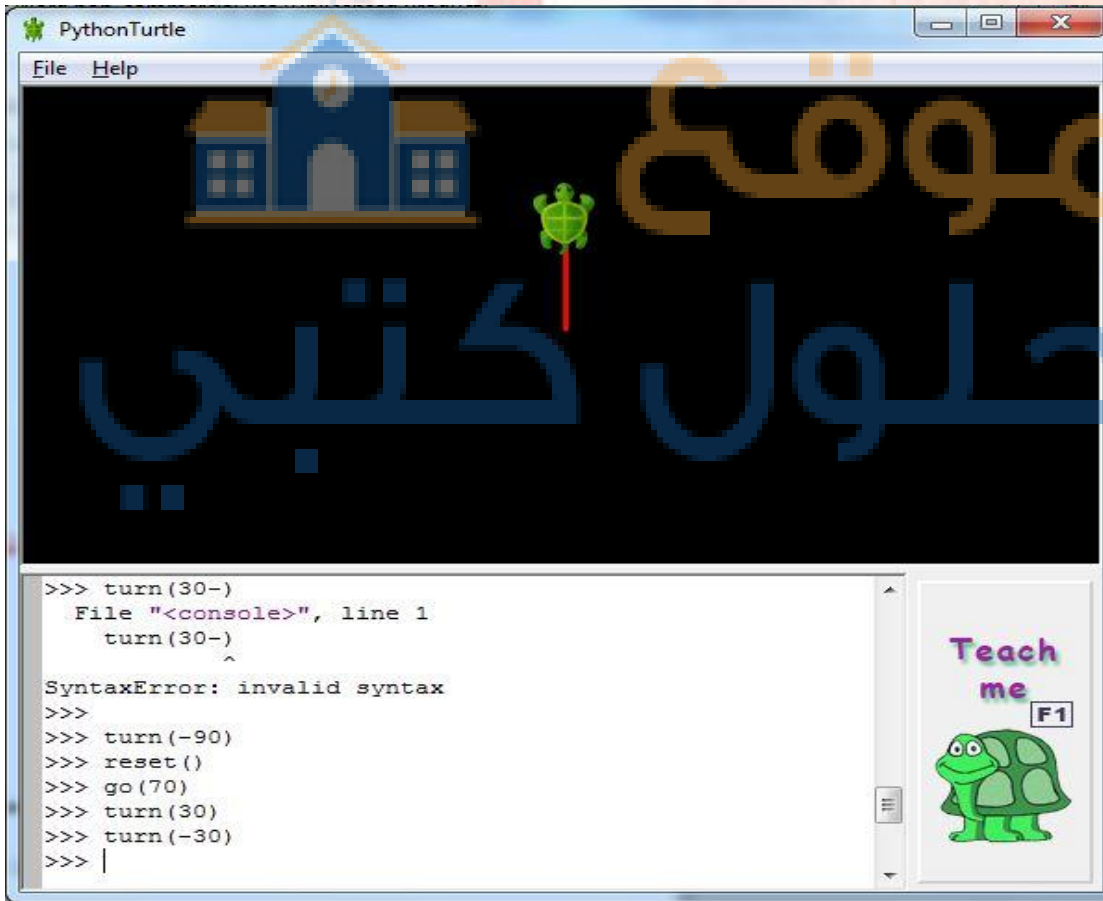 PythonTurtle
File Help
موقع
حلول كتبي
>>> turn(30-)
File "<console>", line 1
turn(30-)
^
SyntaxError: invalid syntax
>>>
>>> turn(-90)
>>> reset()
>>> go(70)
>>> turn(30)
>>> turn(-30)
>>>
Teach
me
F1